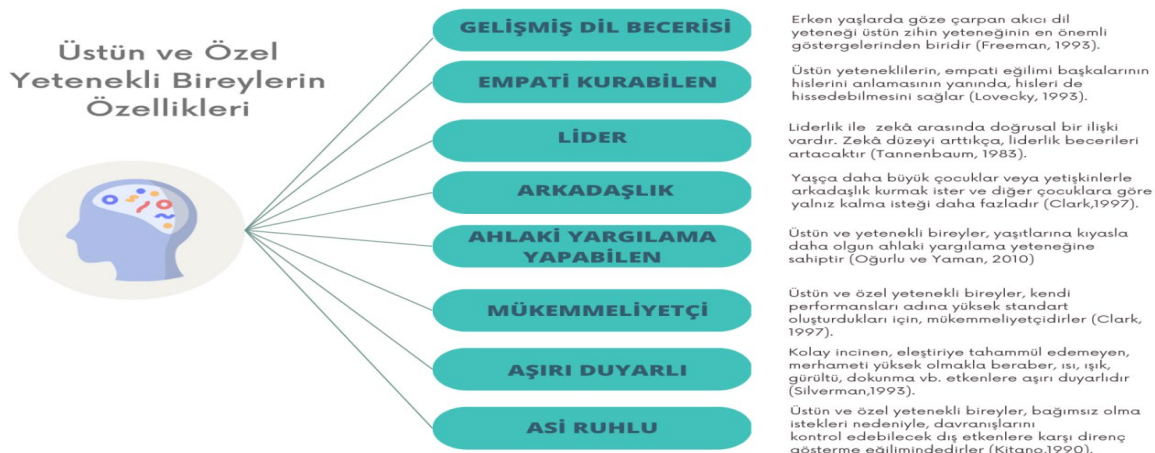 Üstün ve Özel
Yetenekli Bireylerin
Özellikleri
GELİŞMİŞ DİL BECERİSİ
Erken yaşlarda göze çarpan akıcı dil
yeteneği üstün zihin yeteneğinin en önemli
göstergelerinden biridir (Freeman, 1993).
EMPATİ KURABİLEN
Üstün yeteneklilerin, empati eğilimi başkalarının
hislerini anlamasının yanında, hisleri de
hissedebilmesini sağlar (Lovecky, 1993).
LİDER
Liderlik ile zekâ arasında doğrusal bir ilişki
vardır. Zekâ düzeyi arttıkça, liderlik becerileri
artacaktır (Tannenbaum, 1983).
ARKADAŞLIK
Yaşça daha büyük çocuklar veya yetişkinlerle
arkadaşlık kurmak ister ve diğer çocuklara göre
yalnız kalma isteği daha fazladır (Clark,1997).
AHLAKİ YARGILAMA
YAPABİLEN
Üstün ve yetenekli bireyler, yaşıtlarına kıyasla
daha olgun ahlaki yargılama yeteneğine
sahiptir (Oğurlu ve Yaman, 2010)
MÜKEMMELİYETÇİ
Üstün ve özel yetenekli bireyler, kendi
performansları adına yüksek standart
oluşturdukları için, mükemmeliyetçidirler (Clark,
1997).
AŞIRI DUYARLI
Kolay incinen, eleştiriye tahammül edemeyen,
merhameti yüksek olmakla beraber, ısı, ışık,
gürültü, dokunma vb. etkenlere aşırı duyarlıdır
(Silverman,1993).
ASİ RUHLU
Üstün ve özel yetenekli bireyler, bağımsız olma
istekleri nedeniyle, davranışlarını
kontrol edebilecek dış etkenlere karşı direnç
gösterme eğilimindedirler (Kitano,1990).